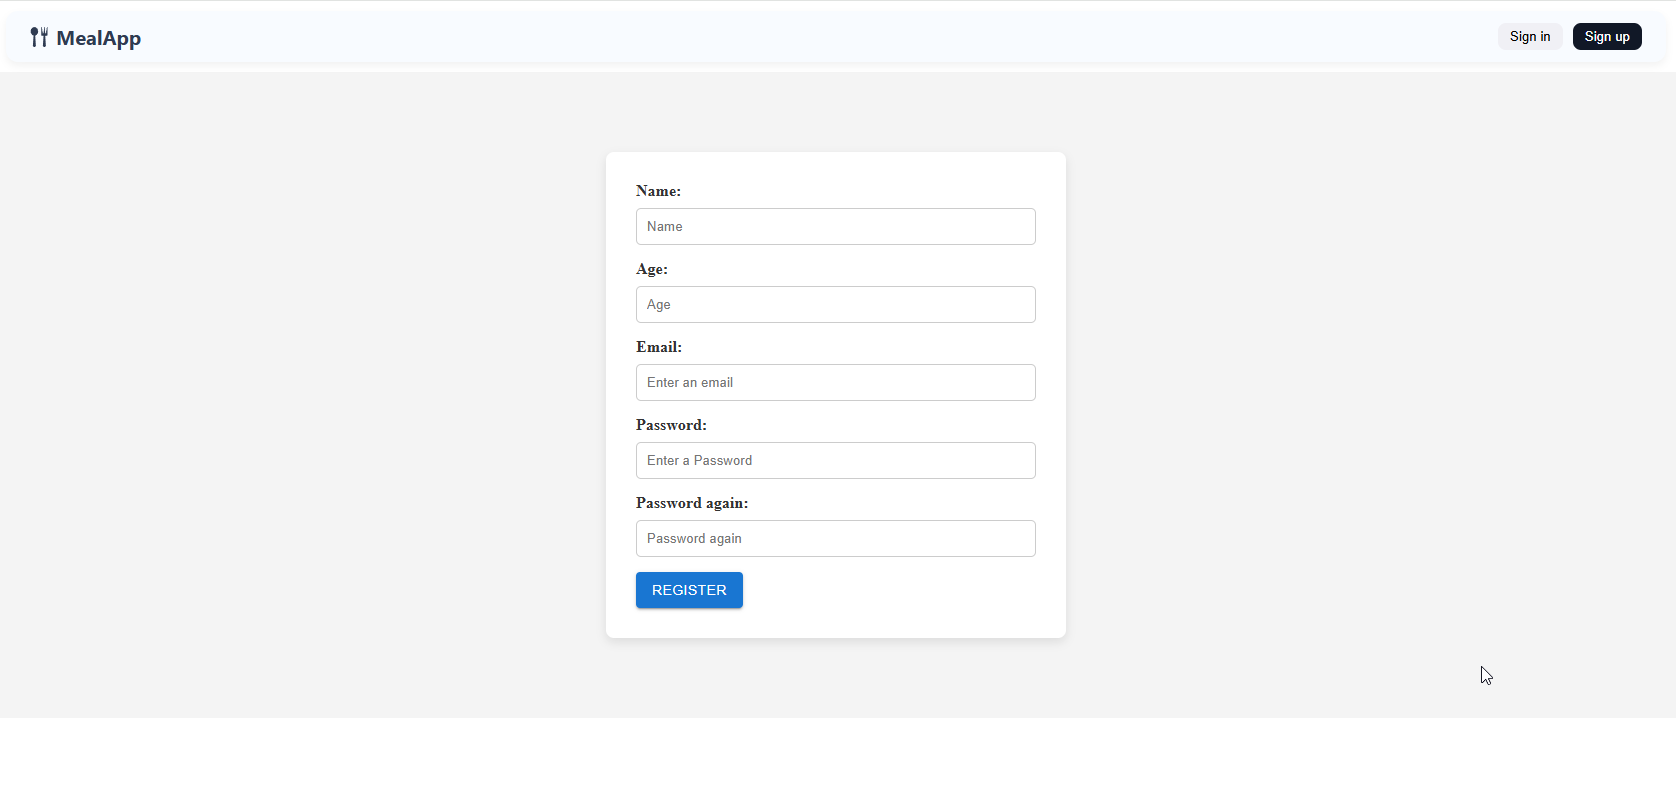 MealApp
Sign in
Sign up
Name:
Name
Age:
Age
Email:
Enter an email
Password:
Enter a Password
Password again:
Password again
REGISTER